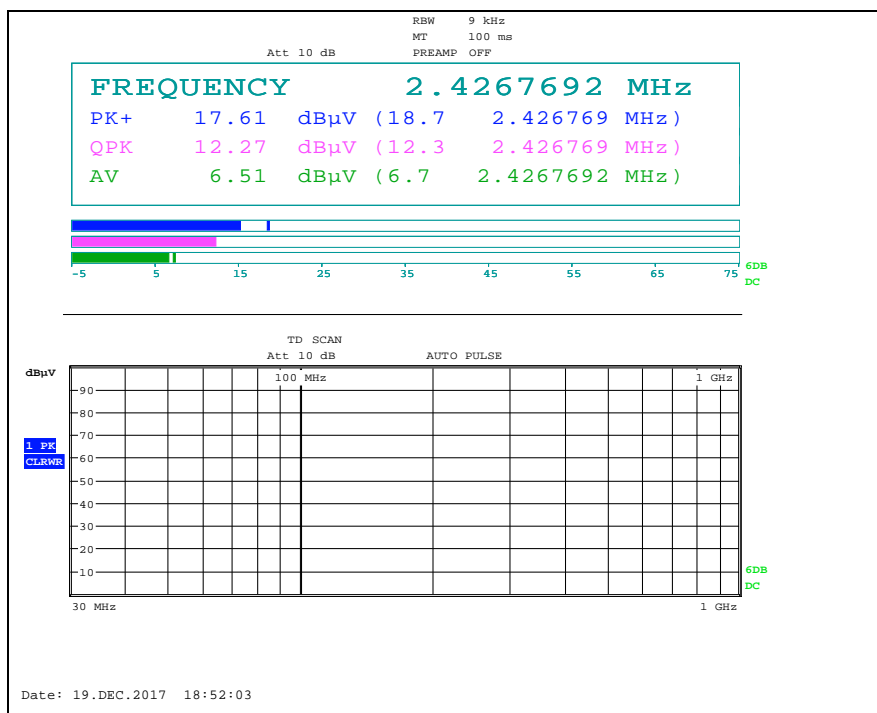 RBW 9 kHz
MT 100 ms
Att 10 dB PREAMP OFF
FREQUENCY 2.4267692 MHz
PK+ 17.61 dBµV (18.7 2.426769 MHz)
QPK 12.27 dBµV (12.3 2.426769 MHz)
AV 6.51 dBµV (6.7 2.4267692 MHz)
-5 5 15 25 35 45 55 65 75
6DB
DC
TD SCAN
Att 10 dB AUTO PULSE
dBµV
100 MHz 1 GHz
90
80
70
1 PK
60
CLRWR
50
40
30
20
10
6DB
DC
30 MHz 1 GHz
Date: 19.DEC.2017 18:52:03